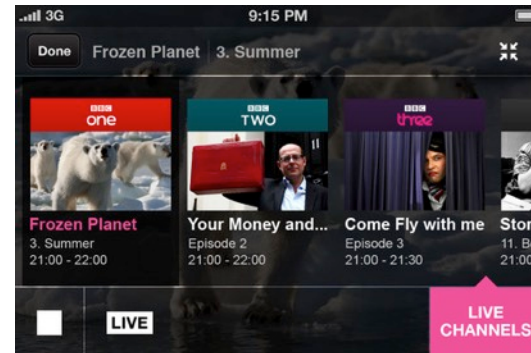 3G 9:15 PM
Done Frozen Planet 3. Summer
BBC one
Frozen Planet
3. Summer
21:00 - 22:00
BBC TWO
Your Money and...
Episode 2
21:00 - 22:00
BBC three
Come Fly with me
Episode 3
21:00 - 21:30
Stor
11. B
21:00
LIVE
LIVE
CHANNELS